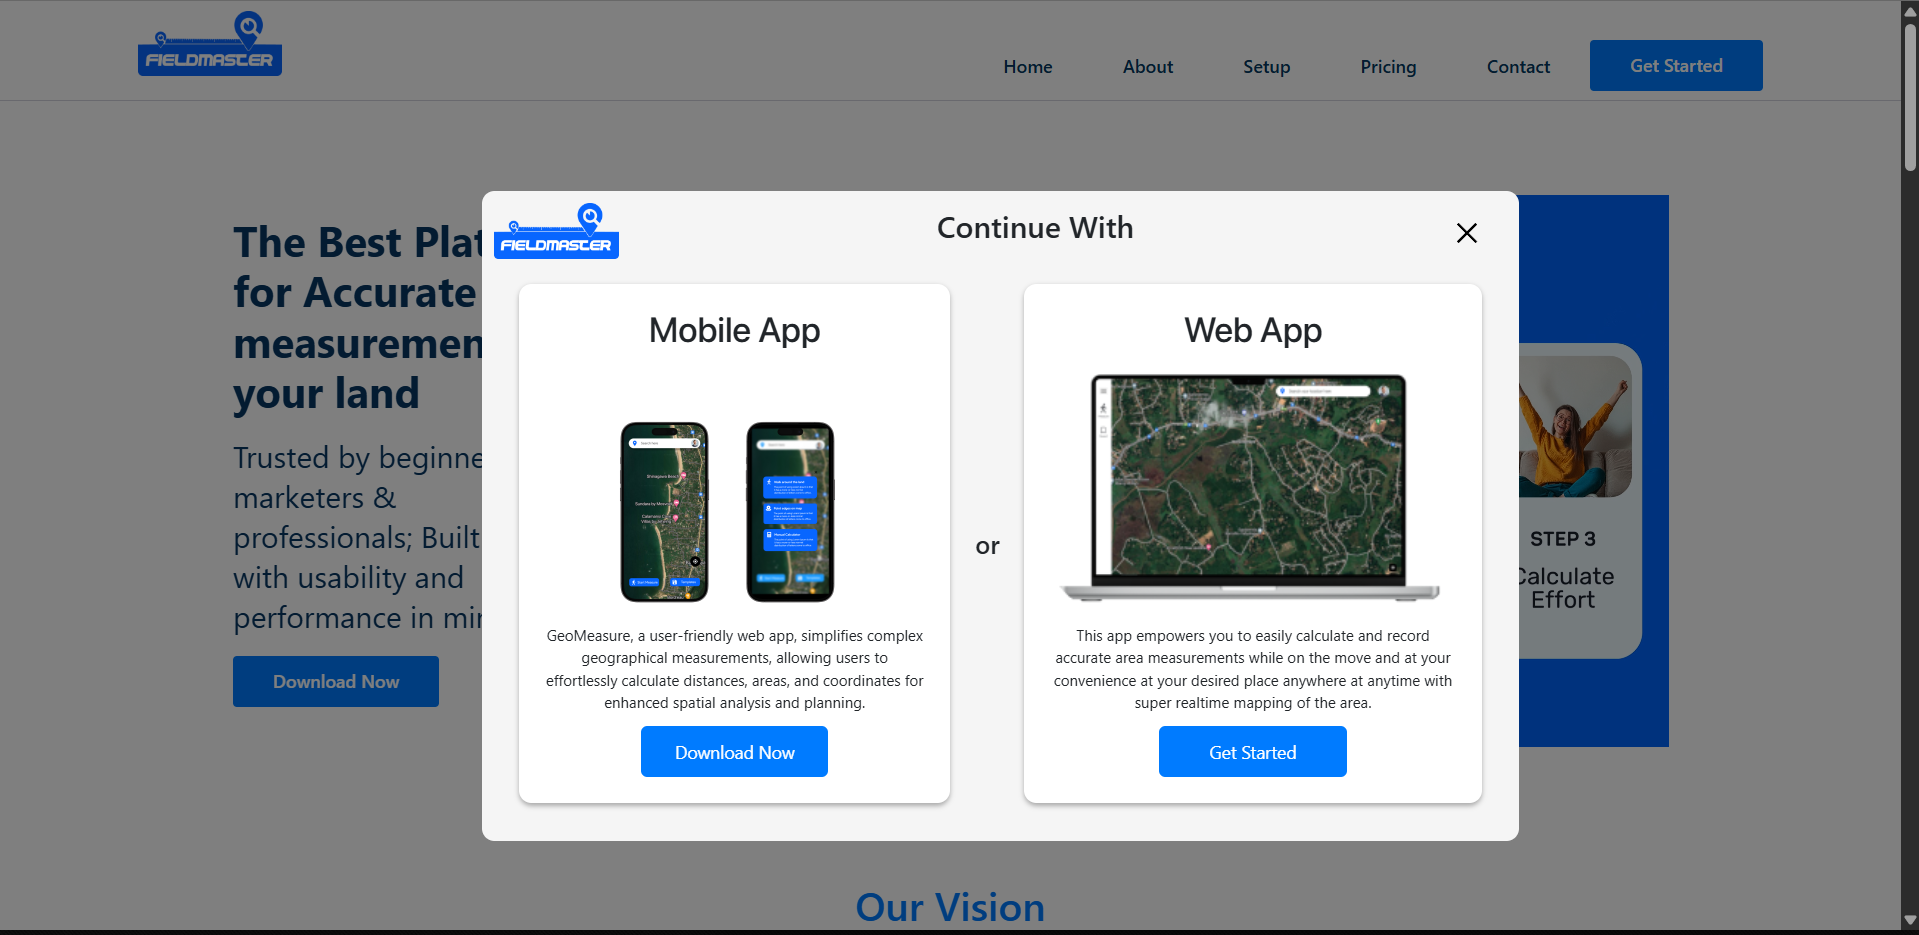 FIELDMASTER
Home
About
Setup
Pricing
Contact
Get Started
The Best Plat
for Accurate
measuremen
your land
Trusted by beginne
marketers &
professionals; Built
with usability and
performance in mi
Download Now
FIELDMASTER
Continue With
Mobile App
GeoMeasure, a user-friendly web app, simplifies complex
geographical measurements, allowing users to
effortlessly calculate distances, areas, and coordinates for
enhanced spatial analysis and planning.
Download Now
or
Web App
This app empowers you to easily calculate and record
accurate area measurements while on the move and at your
convenience at your desired place anywhere at anytime with
super realtime mapping of the area.
Get Started
STEP 3
Calculate
Effort
Our Vision